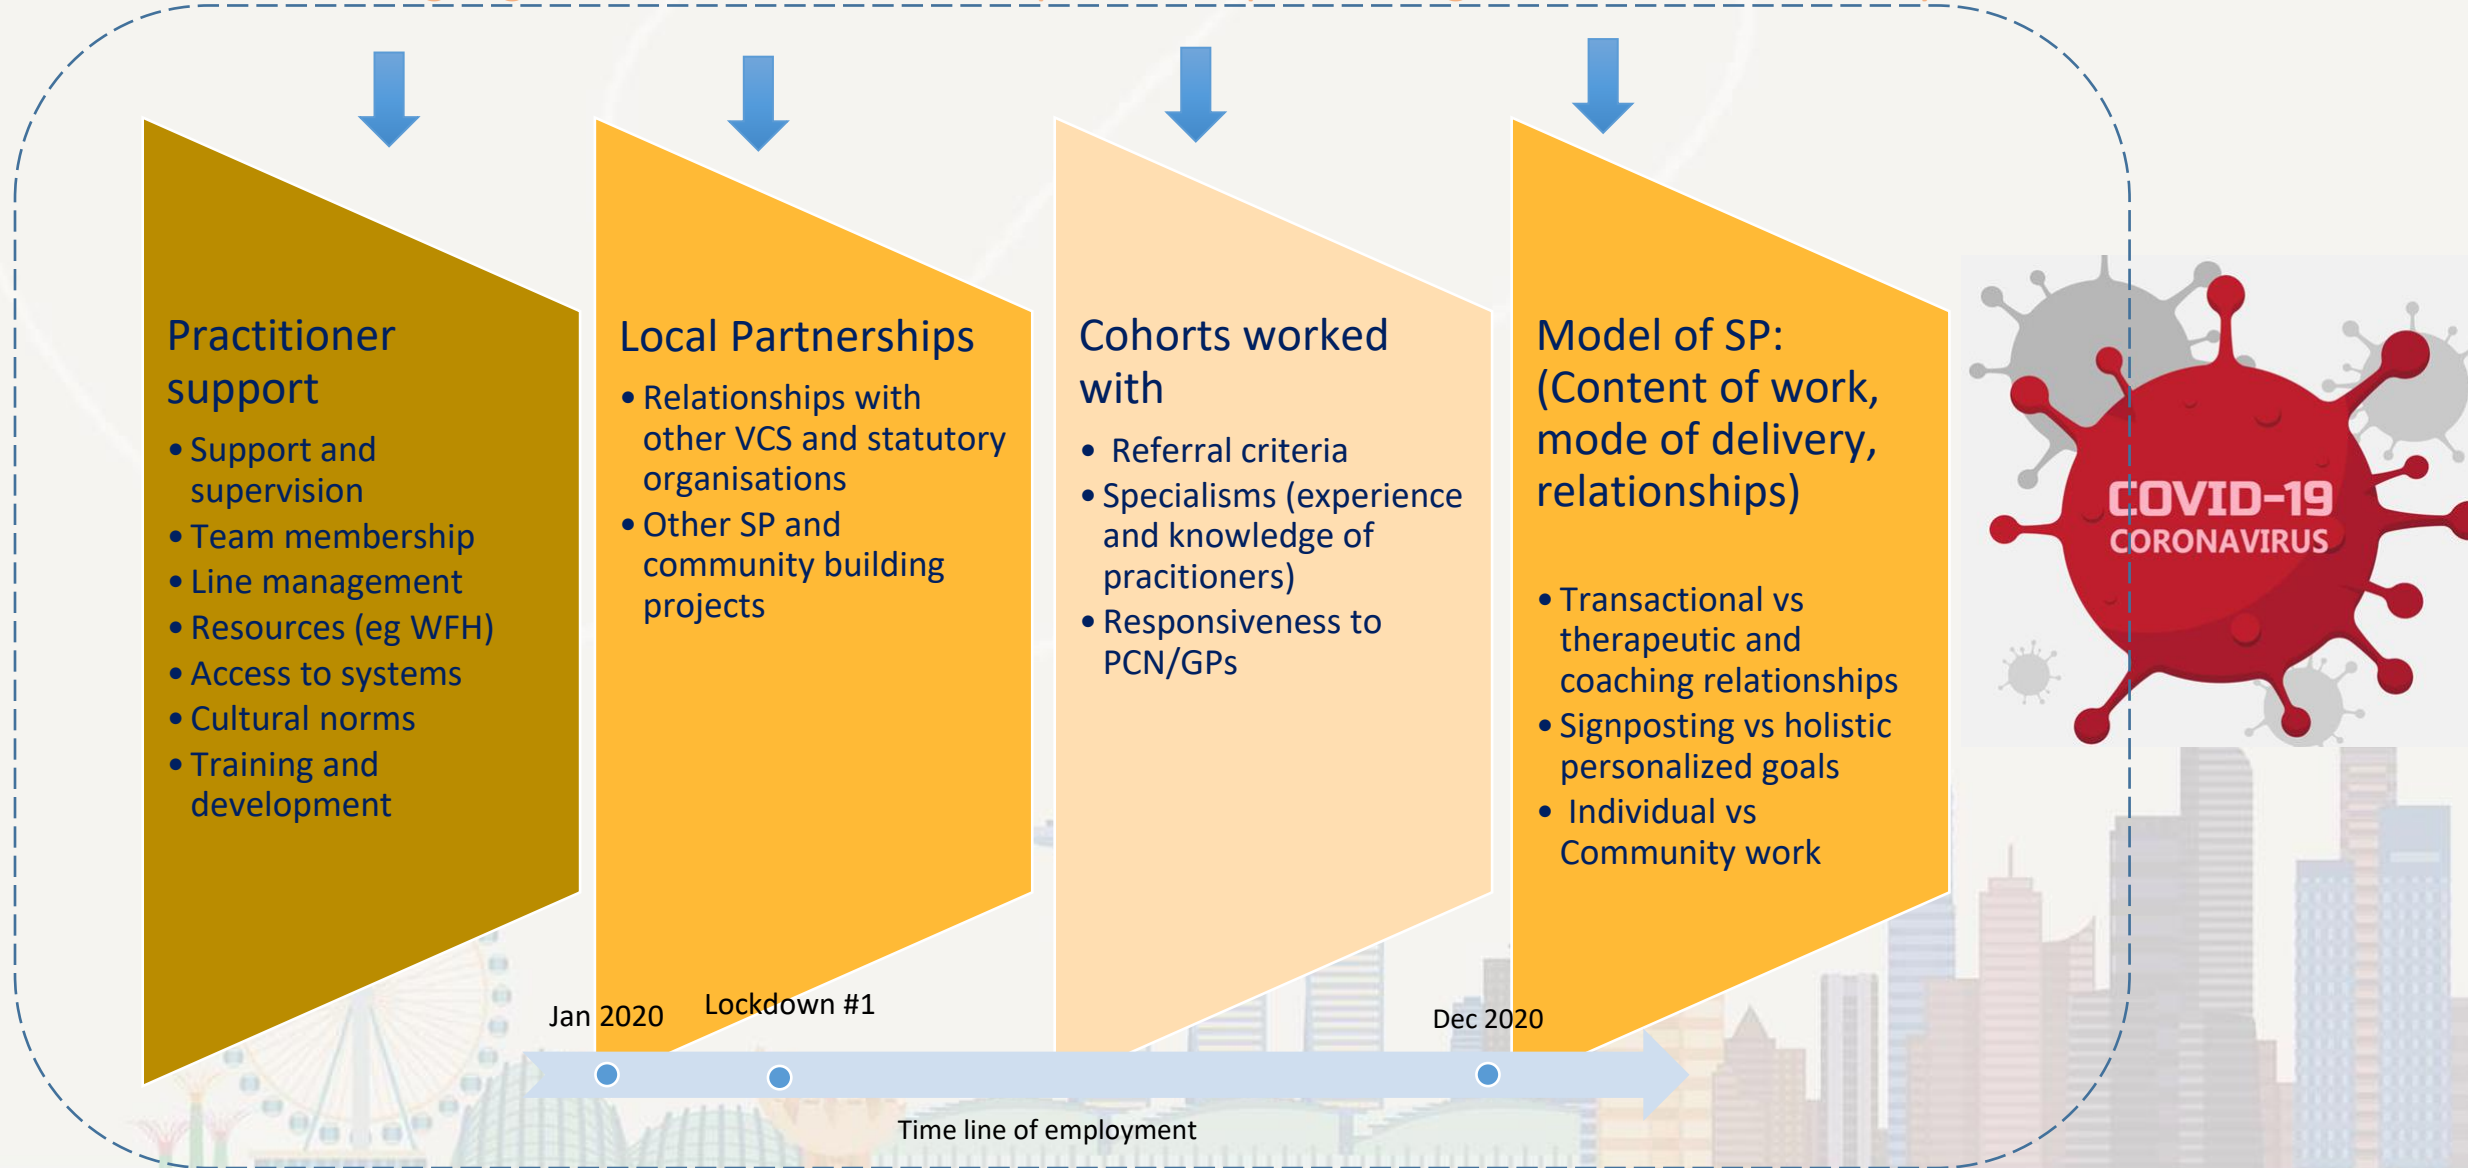 Practitioner
support
• Support and
supervision
• Team membership
• Line management
• Resources (eg WFH)
• Access to systems
• Cultural norms
• Training and
development
Local Partnerships
• Relationships with
other VCS and statutory
organisations
• Other SP and
community building
projects
Cohorts worked
with
• Referral criteria
• Specialisms (experience
and knowledge of
pracitioners)
• Responsiveness to
PCN/GPs
Model of SP:
(Content of work,
mode of delivery,
relationships)
• Transactional vs
therapeutic and
coaching relationships
• Signposting vs holistic
personalized goals
• Individual vs
Community work
COVID-19
CORONAVIRUS
Jan 2020
Lockdown #1
Dec 2020
Time line of employment